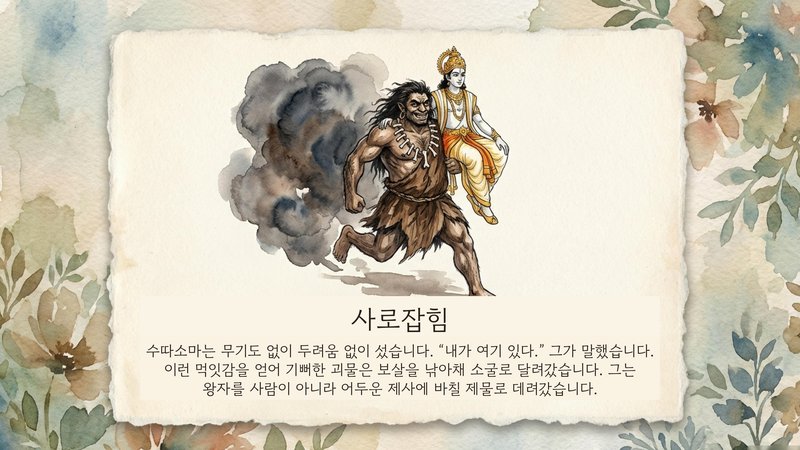 사로잡힘
수따소마는 무기도 없이 두려움 없이 섰습니다. “내가 여기 있다.” 그가 말했습니다.
이런 먹잇감을 얻어 기뻐한 괴물은 보살을 낚아채 소굴로 달려갔습니다. 그는
왕자를 사람이 아니라 어두운 제사에 바칠 제물로 데려갔습니다.